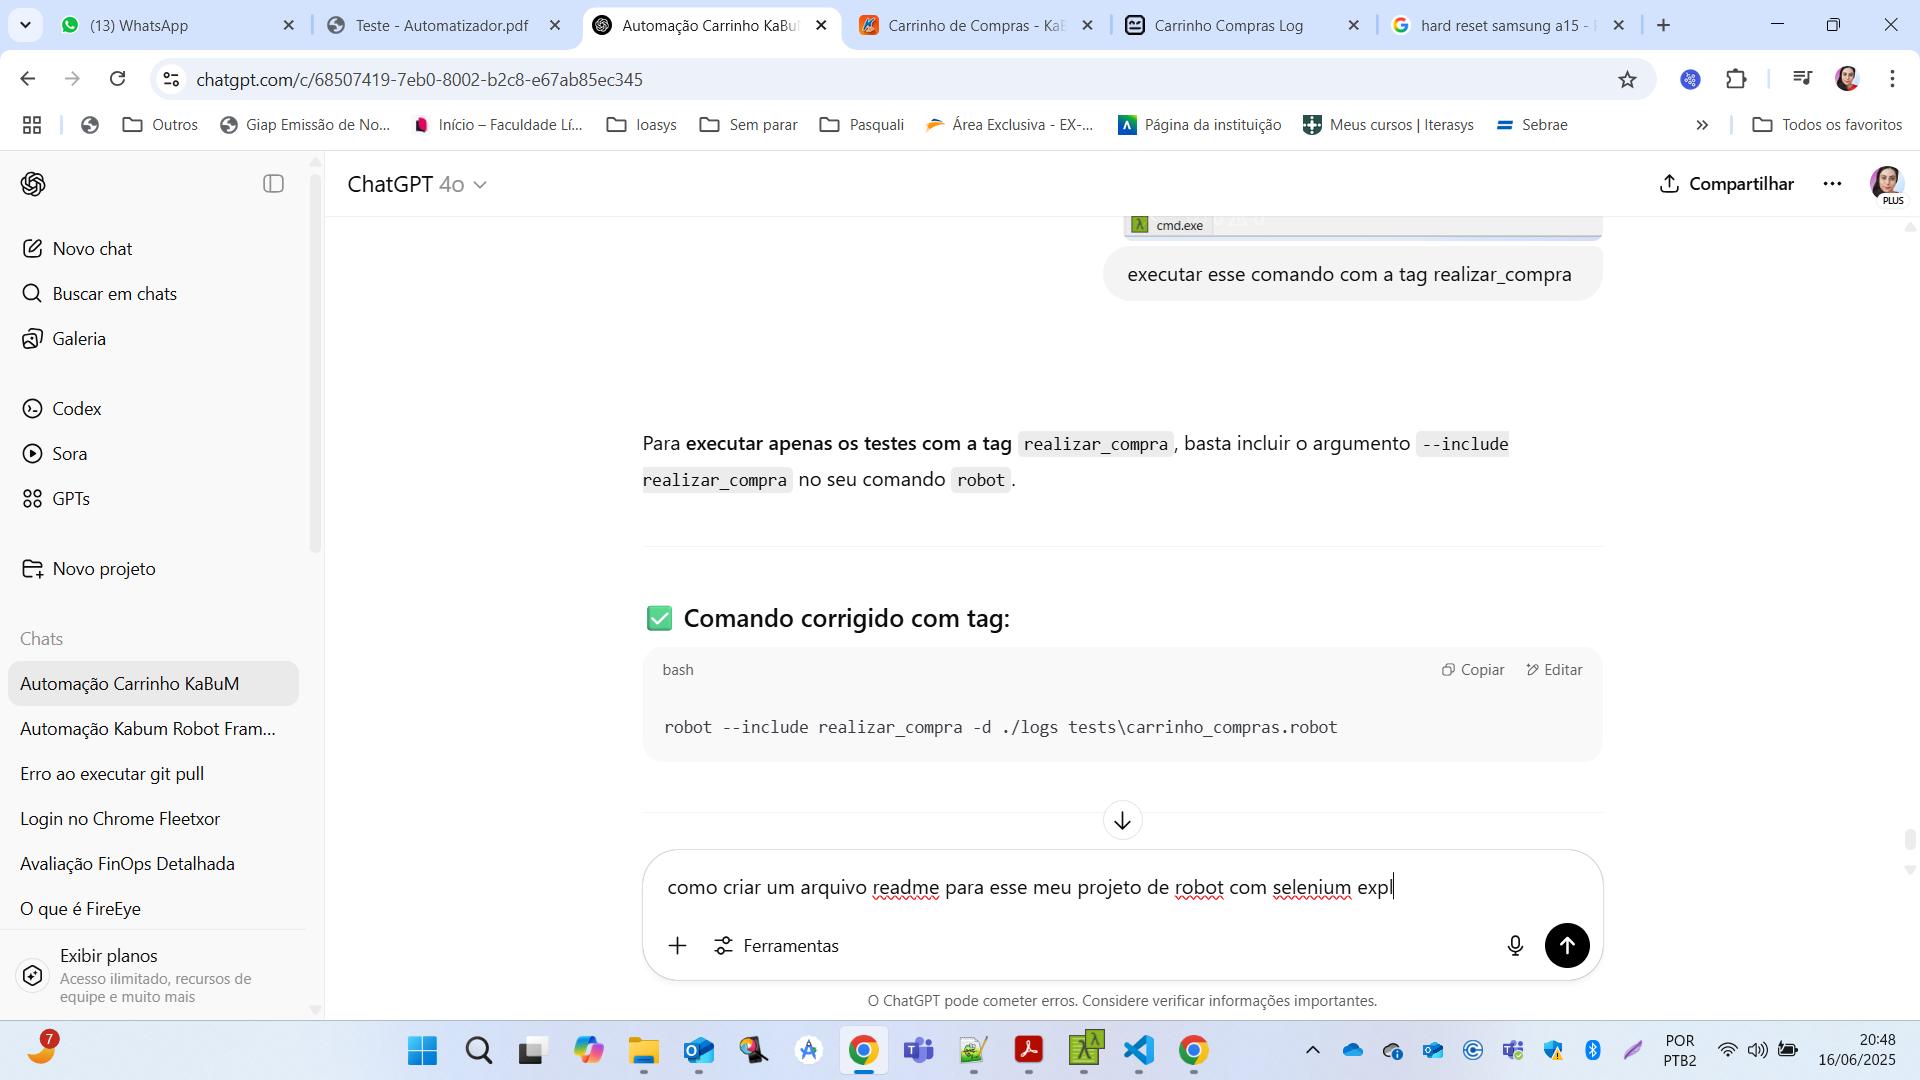 (13) WhatsApp
Teste - Automatizador.pdf
Automação Carrinho KaBu
Carrinho de Compras - KaB
Carrinho Compras Log
hard reset samsung a15 -
chatgpt.com/c/68507419-7eb0-8002-b2c8-e67ab85ec345
Outros
Giap Emissão de No...
Início – Faculdade Lí...
Ioasys
Sem parar
Pasquali
Área Exclusiva - EX-...
Página da instituição
Meus cursos | Iterasys
Sebrae
Todos os favoritos
ChatGPT 4o
Compartilhar
PLUS
Novo chat
Buscar em chats
Galeria
Codex
Sora
GPTs
Novo projeto
Chats
Automação Carrinho KaBuM
Automação Kabum Robot Fram...
Erro ao executar git pull
Login no Chrome Fleetxor
Avaliação FinOps Detalhada
O que é FireEye
Exibir planos
Acesso ilimitado, recursos de
equipe e muito mais
cmd.exe
executar esse comando com a tag realizar_compra
Para executar apenas os testes com a tag realizar_compra, basta incluir o argumento --include
realizar_compra no seu comando robot.
Comando corrigido com tag:
bash
Copiar
Editar
robot --include realizar_compra -d ./logs tests\carrinho_compras.robot
como criar um arquivo readme para esse meu projeto de robot com selenium expl
Ferramentas
O ChatGPT pode cometer erros. Considere verificar informações importantes.
7
POR
PTB2
20:48
16/06/2025